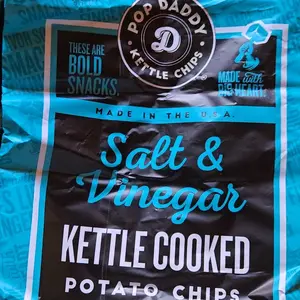 POP DADDY
D
KETTLE CHIPS
THESE ARE
BOLD
SNACKS.
MADE with
BIG HEART.
MADE IN THE U.S.A.
Salt &
Vinegar
KETTLE COOKED
POTATO CHIPS